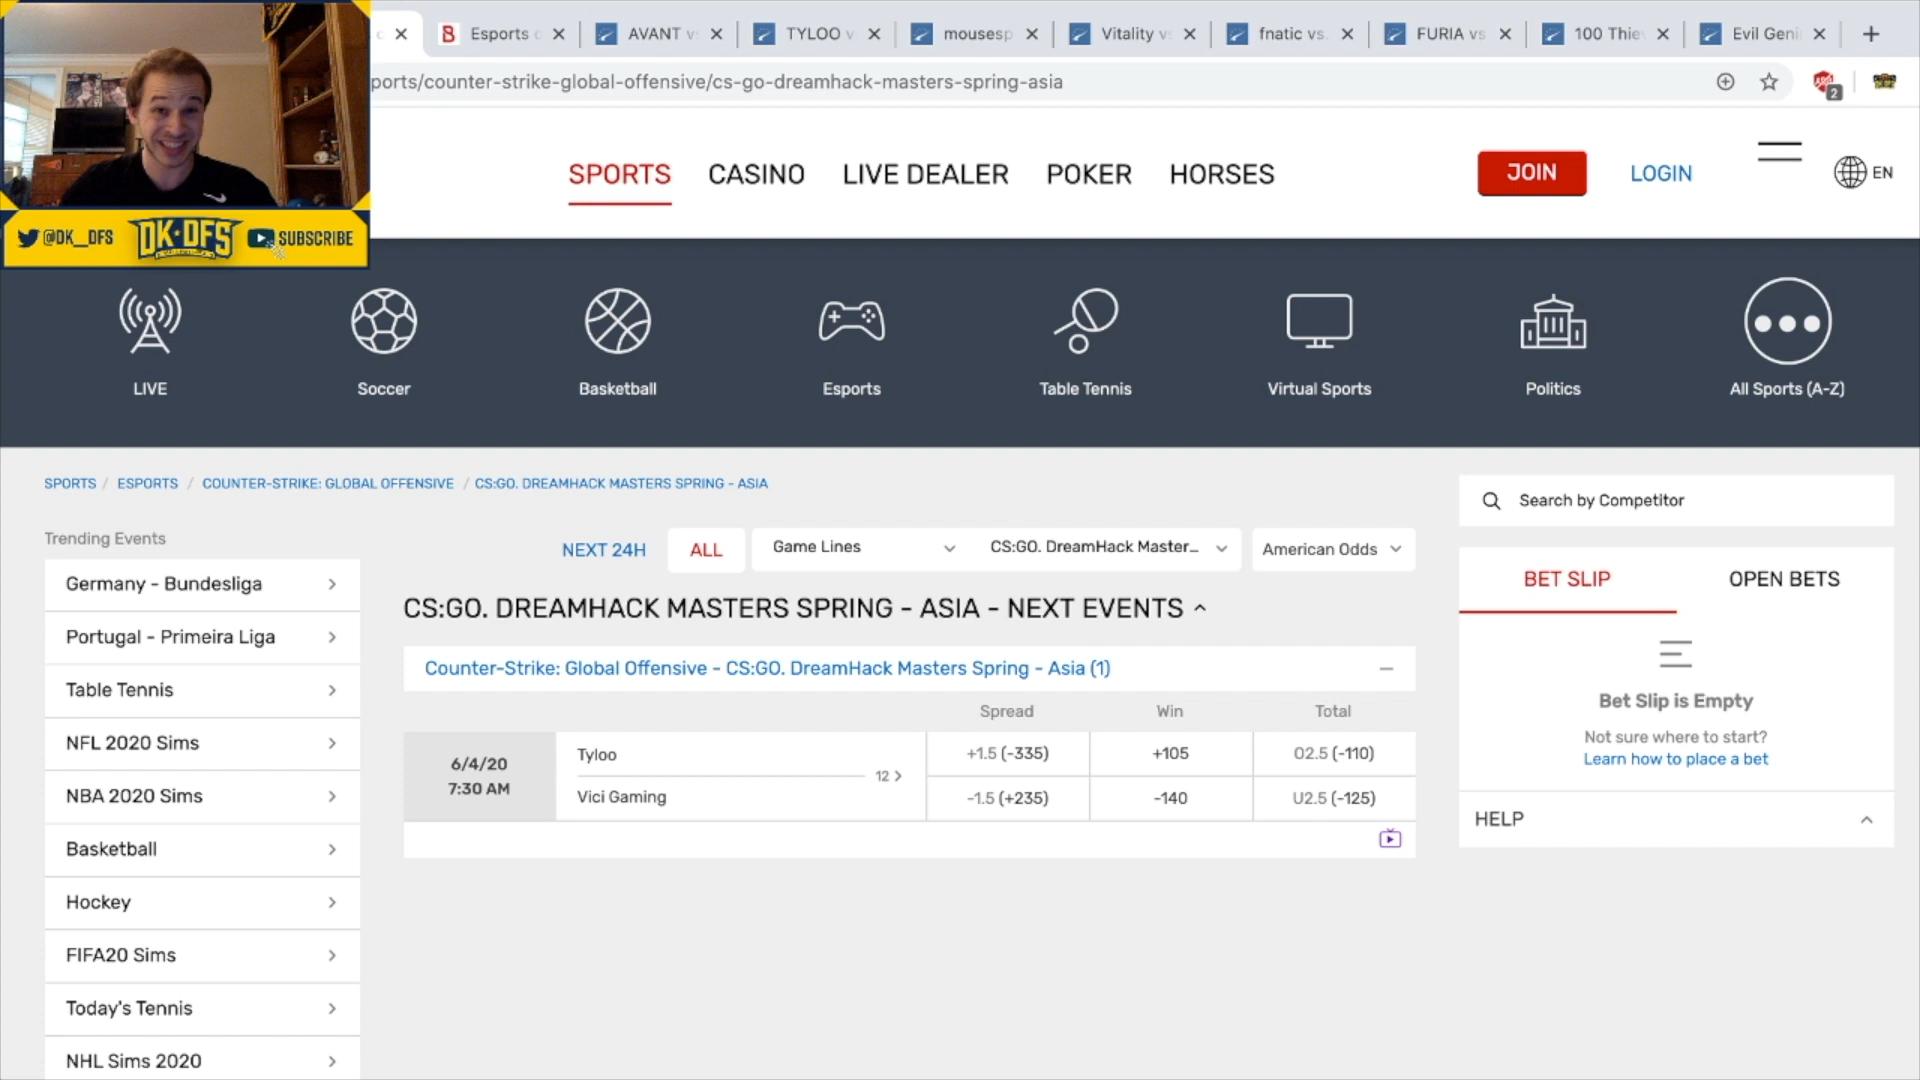 Esports
AVANT v
TYLOO v
mousesp
Vitality vs
fnatic vs.
FURIA vs
100 Thie
Evil Geni
ports/counter-strike-global-offensive/cs-go-dreamhack-masters-spring-asia
2
SPORTS
CASINO
LIVE DEALER
POKER
HORSES
JOIN
LOGIN
EN
@DK__DFS
DK DFS
SUBSCRIBE
LIVE
Soccer
Basketball
Esports
Table Tennis
Virtual Sports
Politics
All Sports (A-Z)
SPORTS / ESPORTS / COUNTER-STRIKE: GLOBAL OFFENSIVE / CS:GO. DREAMHACK MASTERS SPRING - ASIA
Search by Competitor
Trending Events
Germany - Bundesliga
Portugal - Primeira Liga
Table Tennis
NFL 2020 Sims
NBA 2020 Sims
Basketball
Hockey
FIFA20 Sims
Today's Tennis
NHL Sims 2020
NEXT 24H
ALL
Game Lines
CS:GO. DreamHack Master...
American Odds
CS:GO. DREAMHACK MASTERS SPRING - ASIA - NEXT EVENTS
Counter-Strike: Global Offensive - CS:GO. DreamHack Masters Spring - Asia (1)
Spread
Win
Total
6/4/20
7:30 AM
Tyloo
12
Vici Gaming
+1.5 (-335)
+105
O2.5 (-110)
-1.5 (+235)
-140
U2.5 (-125)
BET SLIP
OPEN BETS
Bet Slip is Empty
Not sure where to start?
Learn how to place a bet
HELP